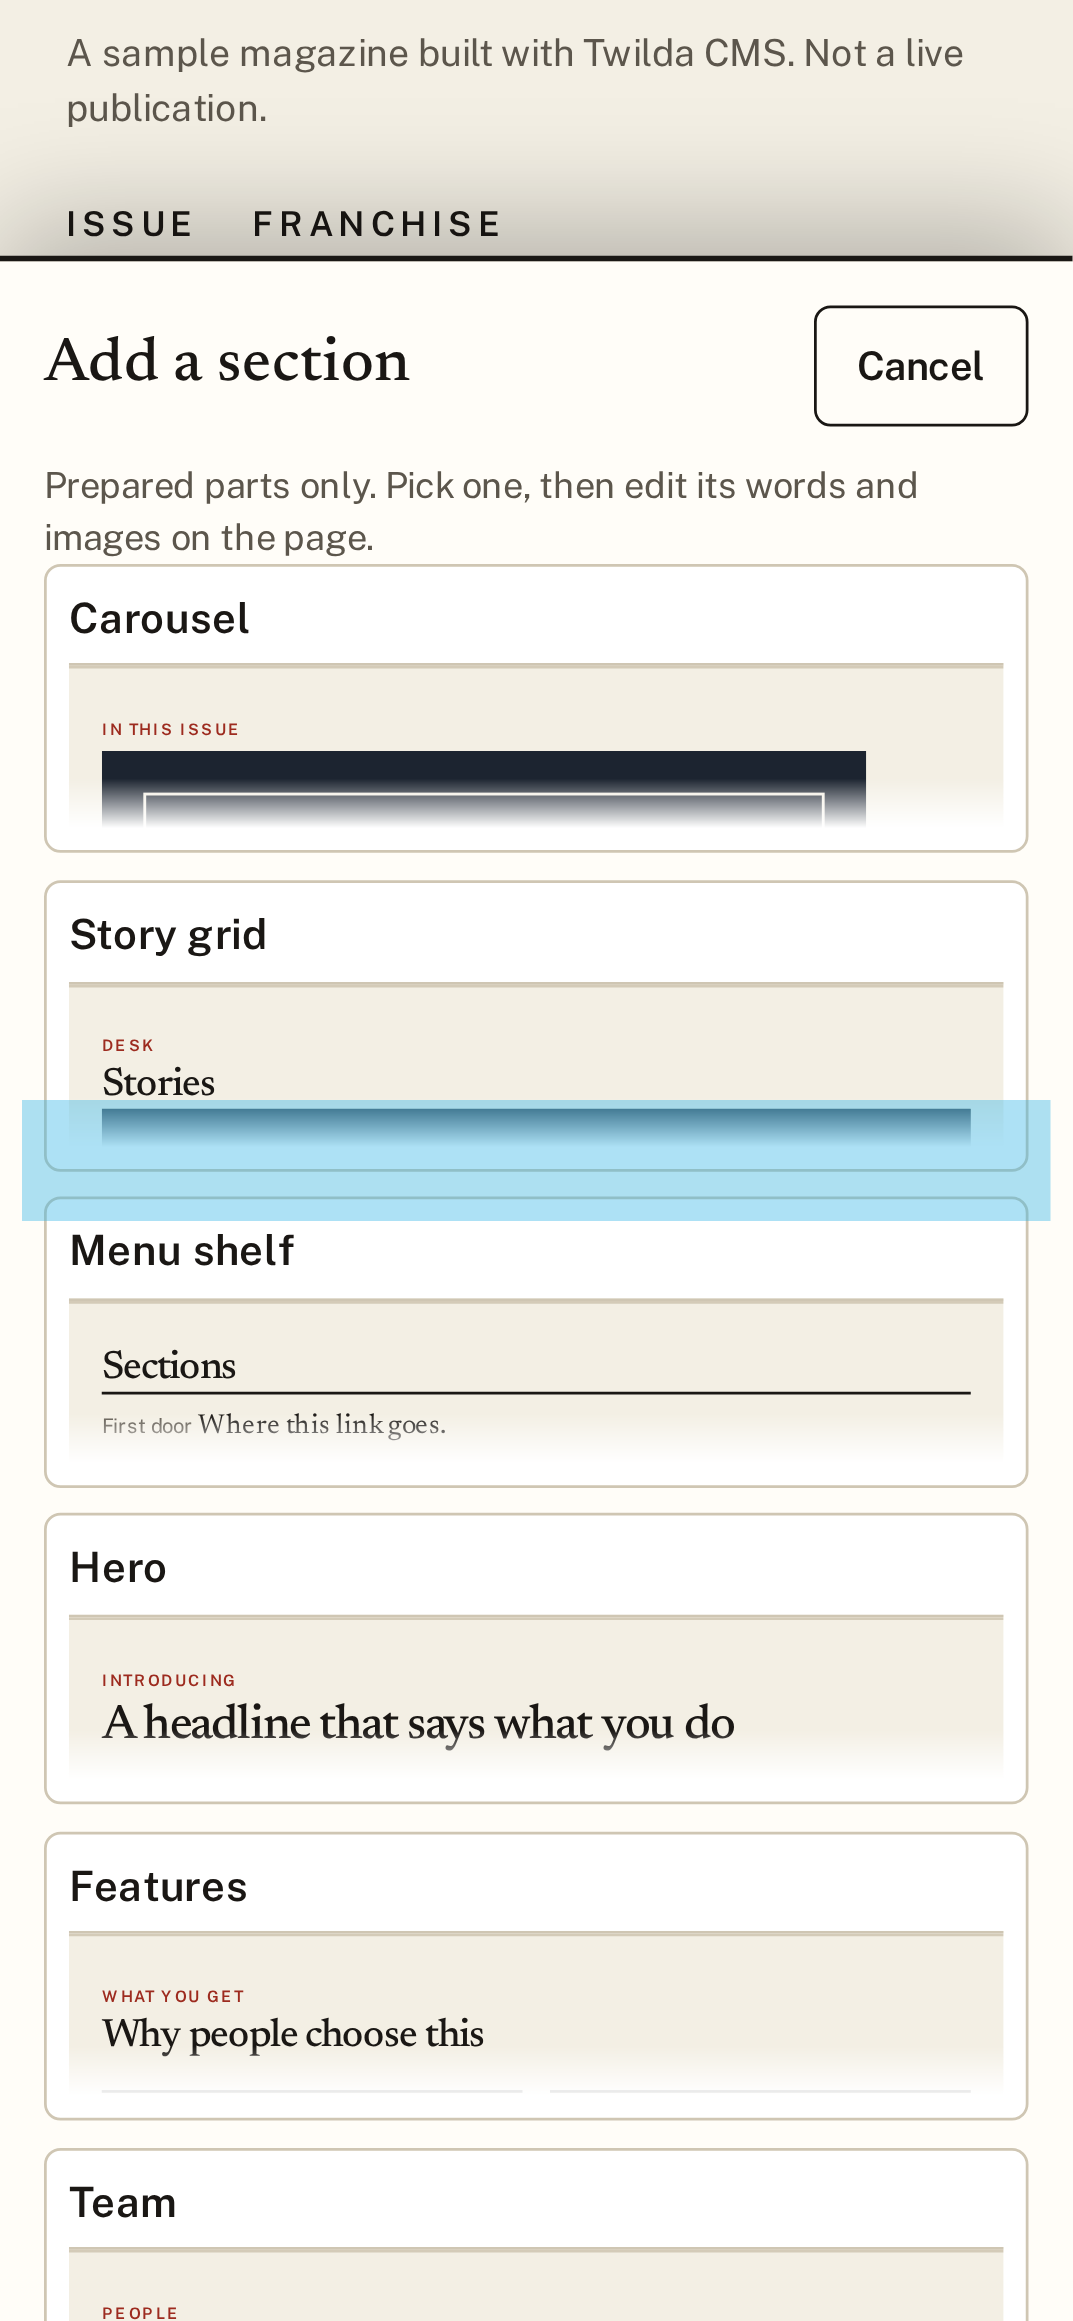 A sample magazine built with Twilda CMS. Not a live
publication.
ISSUE FRANCHISE
Add a section
Cancel
Prepared parts only. Pick one, then edit its words and
images on the page.
Carousel
IN THIS ISSUE
Story grid
DESK
Stories
Menu shelf
Sections
First door Where this link goes.
Hero
INTRODUCING
A headline that says what you do
Features
WHAT YOU GET
Why people choose this
Team
PEOPLE